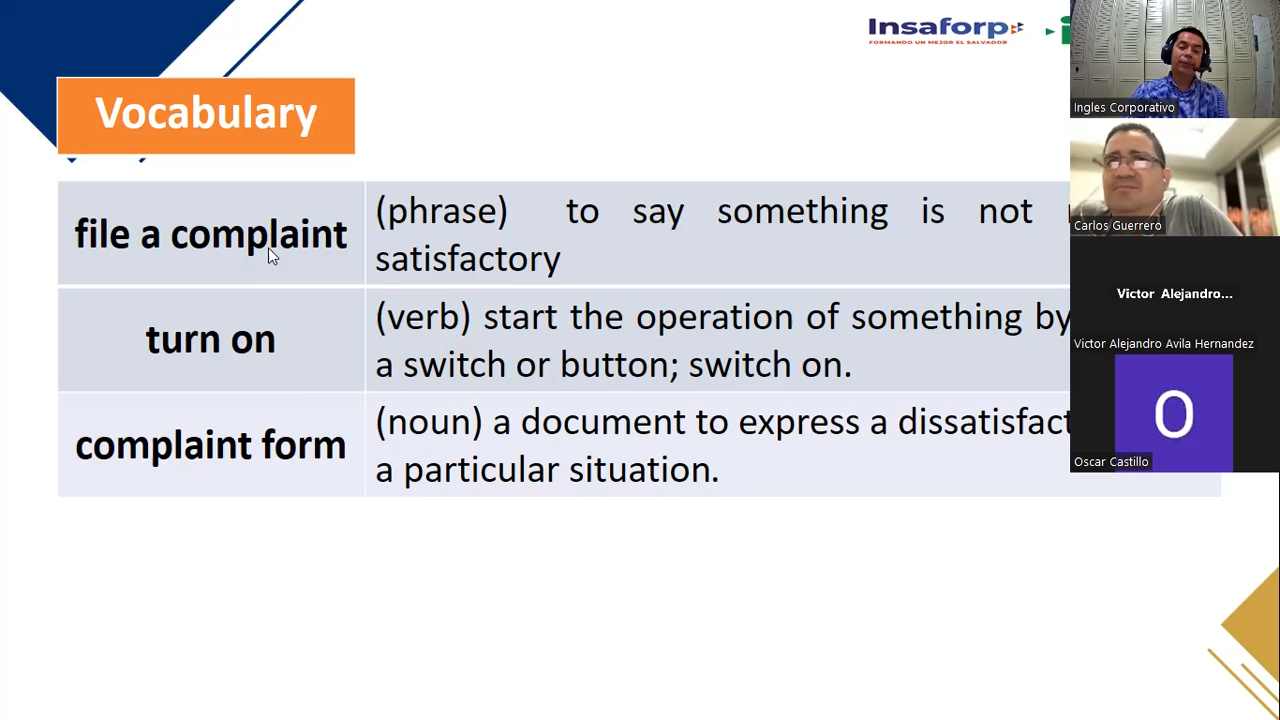 Insaforp
FORMANDO UN MEJOR EL SALVADOR
Vocabulary
file a complaint
(phrase) to say something is not
satisfactory
turn on
(verb) start the operation of something by
a switch or button; switch on.
complaint form
(noun) a document to express a dissatisfact
a particular situation.
Ingles Corporativo
Carlos Guerrero
Victor Alejandro...
Victor Alejandro Avila Hernandez
O
Oscar Castillo